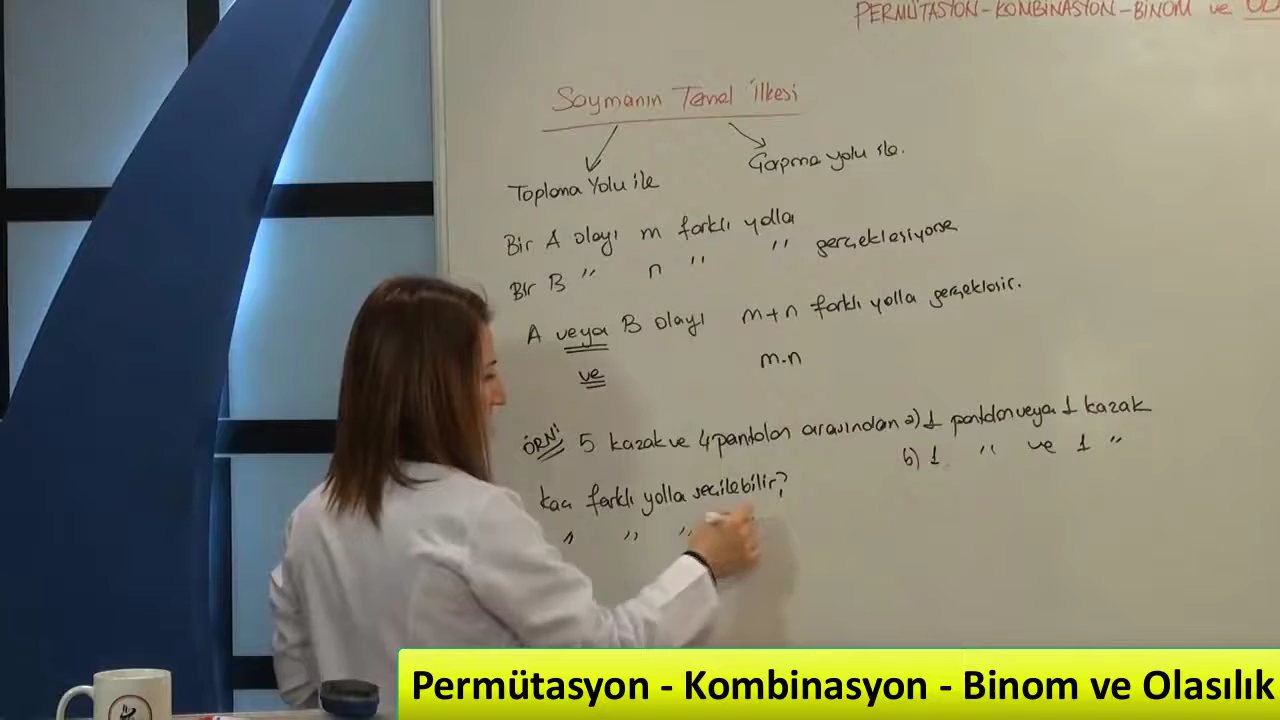 PERMÜTASYON-KOMBİNASYON-BİNOM ve
Saymanın Temel İlkesi
Toplama Yolu ile
Çarpma yolu ile.
Bir A olayı m farklı yolla
Bir B " n " " gerçekleşiyorsa
A veya B olayı m+n farklı yolla gerçekleşir.
ve m.n
ÖRN: 5 kazak ve 4 pantolon arasından a) 1 pantolon veya 1 kazak
b) 1 " ve 1 "
kaç farklı yolla seçilebilir?
" " "
Permütasyon - Kombinasyon - Binom ve Olasılık